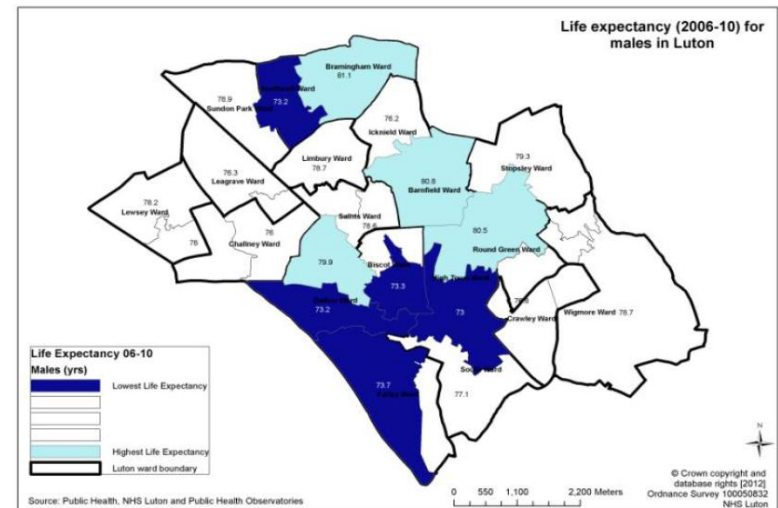 Life expectancy (2006-10) for
males in Luton
Bramingham Ward
81.1
73.2
78.9
Sundon Park
76.2
Icknield Ward
Limbury Ward
78.7
79.3
Stopsley Ward
76.3
Leagrave Ward
80.8
Barnfield Ward
78.2
Lewsey Ward
Saints Ward
78.6
76
Challney Ward
76
80.5
Round Green Ward
79.9
Biscot
73.3
High Town Ward
73.2
73
Crawley Ward
Wigmore Ward
78.7
South Ward
73.7
Farley Ward
77.1
Life Expectancy 06-10
Males (yrs)
Lowest Life Expectancy
Highest Life Expectancy
Luton ward boundary
N
© Crown copyright and
database rights [2012]
Ordnance Survey 100050832
NHS Luton
0 550 1,100 2,200 Meters
Source: Public Health, NHS Luton and Public Health Observatories